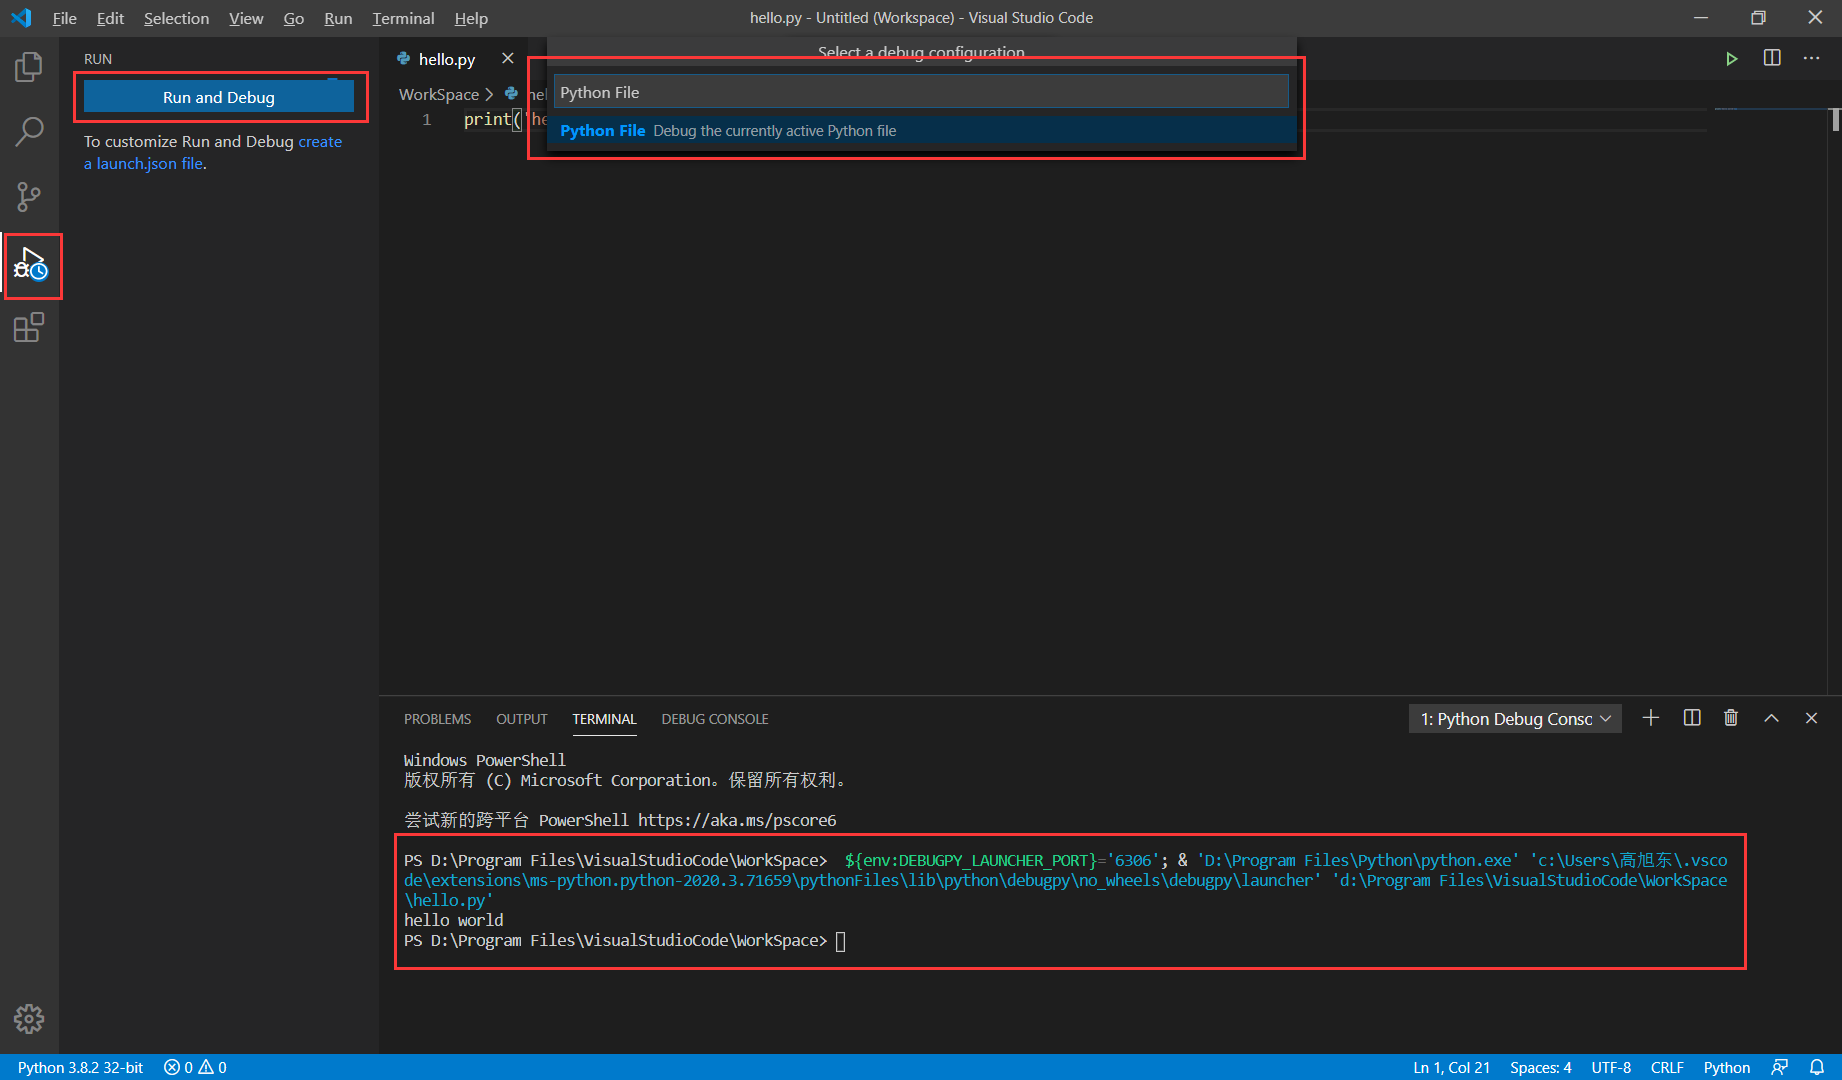 File Edit Selection View Go Run Terminal Help
hello.py - Untitled (Workspace) - Visual Studio Code
RUN
Run and Debug
To customize Run and Debug create
a launch.json file.
hello.py
Select a debug configuration
WorkSpace > hel
Python File
Python File Debug the currently active Python file
1 print('he
PROBLEMS OUTPUT TERMINAL DEBUG CONSOLE
1: Python Debug Consc
Windows PowerShell
版权所有 (C) Microsoft Corporation。保留所有权利。
尝试新的跨平台 PowerShell https://aka.ms/pscore6
PS D:\Program Files\VisualStudioCode\WorkSpace>  ${env:DEBUGPY_LAUNCHER_PORT}='6306'; & 'D:\Program Files\Python\python.exe' 'c:\Users\高旭东\.vsco
de\extensions\ms-python.python-2020.3.71659\pythonFiles\lib\python\debugpy\no_wheels\debugpy\launcher' 'd:\Program Files\VisualStudioCode\WorkSpace
\hello.py'
hello world
PS D:\Program Files\VisualStudioCode\WorkSpace>
Python 3.8.2 32-bit 0 0
Ln 1, Col 21 Spaces: 4 UTF-8 CRLF Python